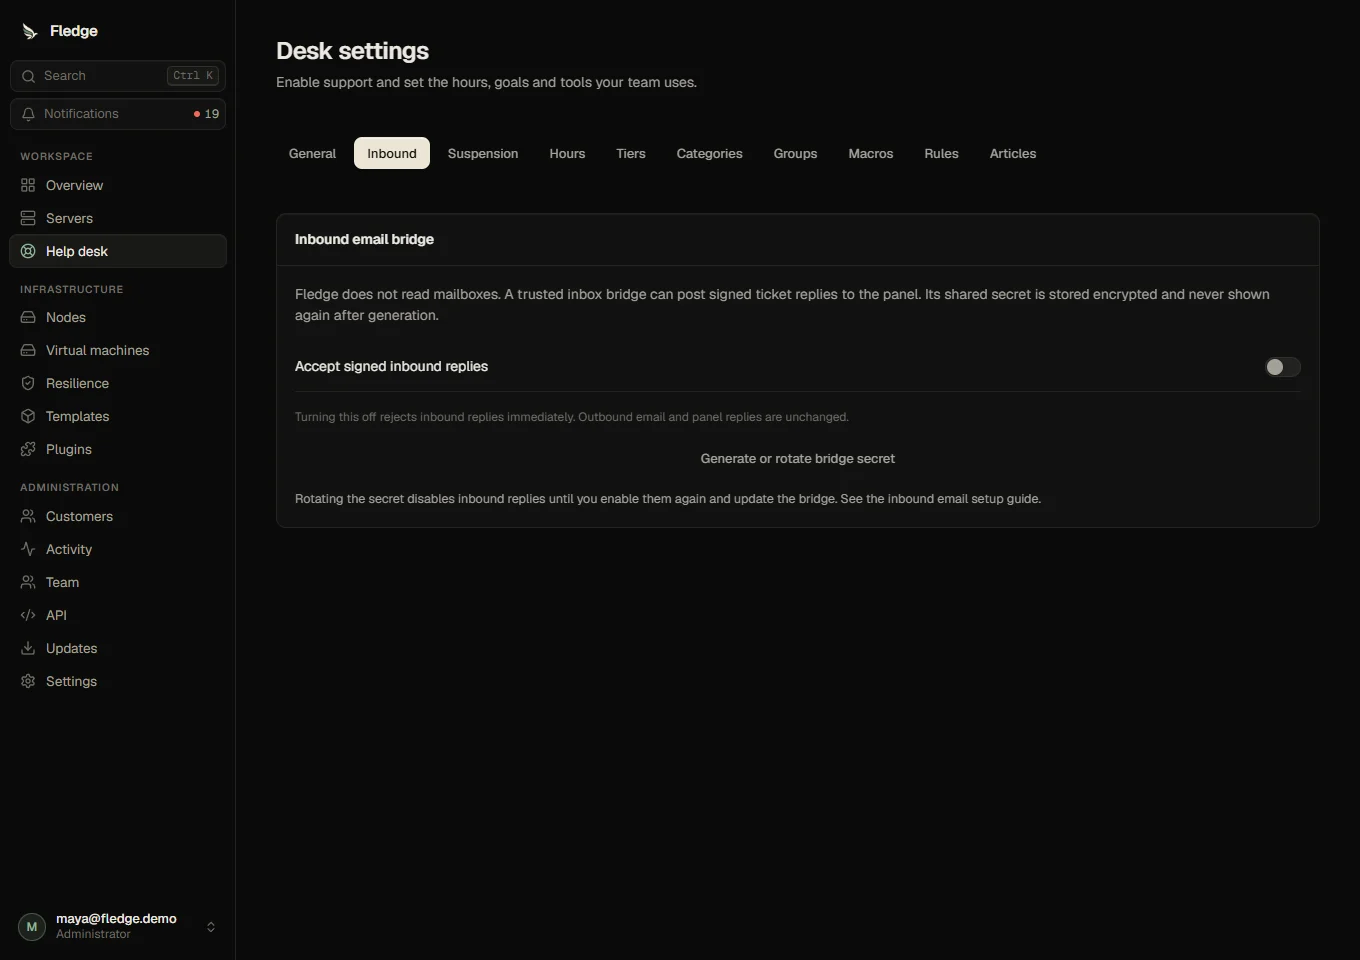 Fledge
Search Ctrl K
Notifications 19
WORKSPACE
Overview
Servers
Help desk
INFRASTRUCTURE
Nodes
Virtual machines
Resilience
Templates
Plugins
ADMINISTRATION
Customers
Activity
Team
API
Updates
Settings
M
maya@fledge.demo
Administrator
Desk settings
Enable support and set the hours, goals and tools your team uses.
General Inbound Suspension Hours Tiers Categories Groups Macros Rules Articles
Inbound email bridge
Fledge does not read mailboxes. A trusted inbox bridge can post signed ticket replies to the panel. Its shared secret is stored encrypted and never shown
again after generation.
Accept signed inbound replies
Turning this off rejects inbound replies immediately. Outbound email and panel replies are unchanged.
Generate or rotate bridge secret
Rotating the secret disables inbound replies until you enable them again and update the bridge. See the inbound email setup guide.